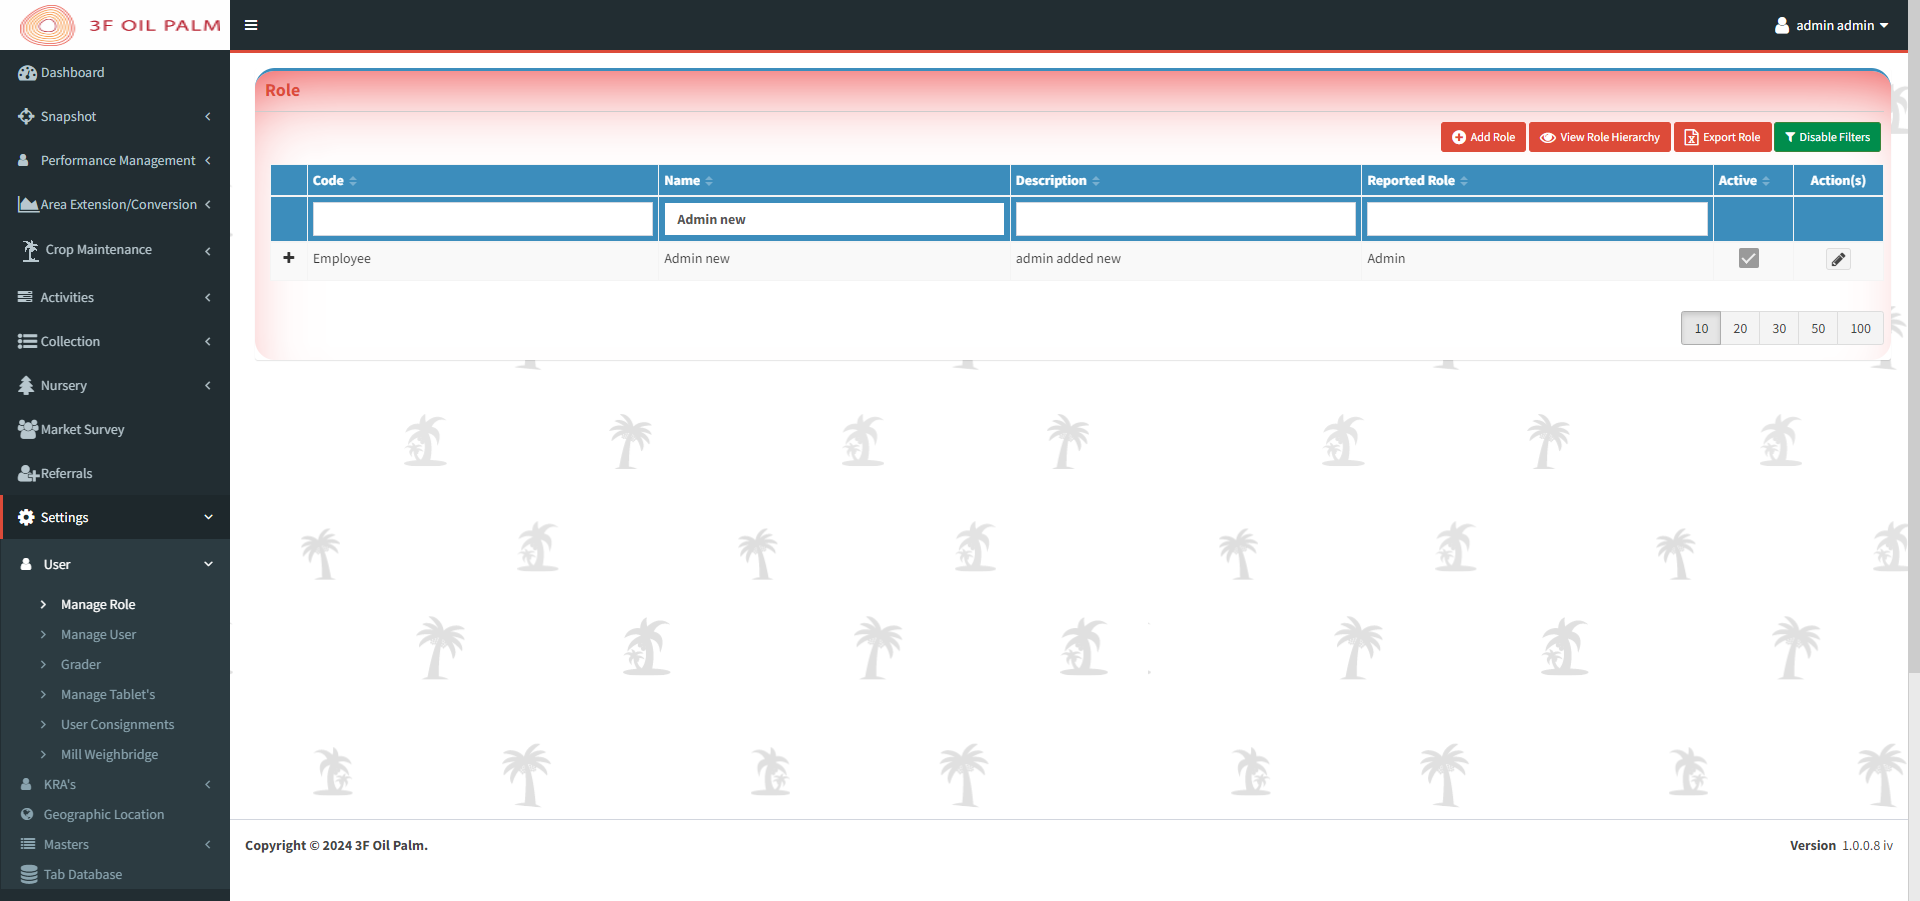 3F OIL PALM
admin admin
Dashboard
Snapshot
Performance Management
Area Extension/Conversion
Crop Maintenance
Activities
Collection
Nursery
Market Survey
Referrals
Settings
User
Manage Role
Manage User
Grader
Manage Tablet's
User Consignments
Mill Weighbridge
KRA's
Geographic Location
Masters
Tab Database
Role
Add Role View Role Hierarchy Export Role Disable Filters
Code Name Description Reported Role Active Action(s)
Admin new
Employee Admin new admin added new Admin
10 20 30 50 100
Copyright © 2024 3F Oil Palm. Version 1.0.0.8 iv